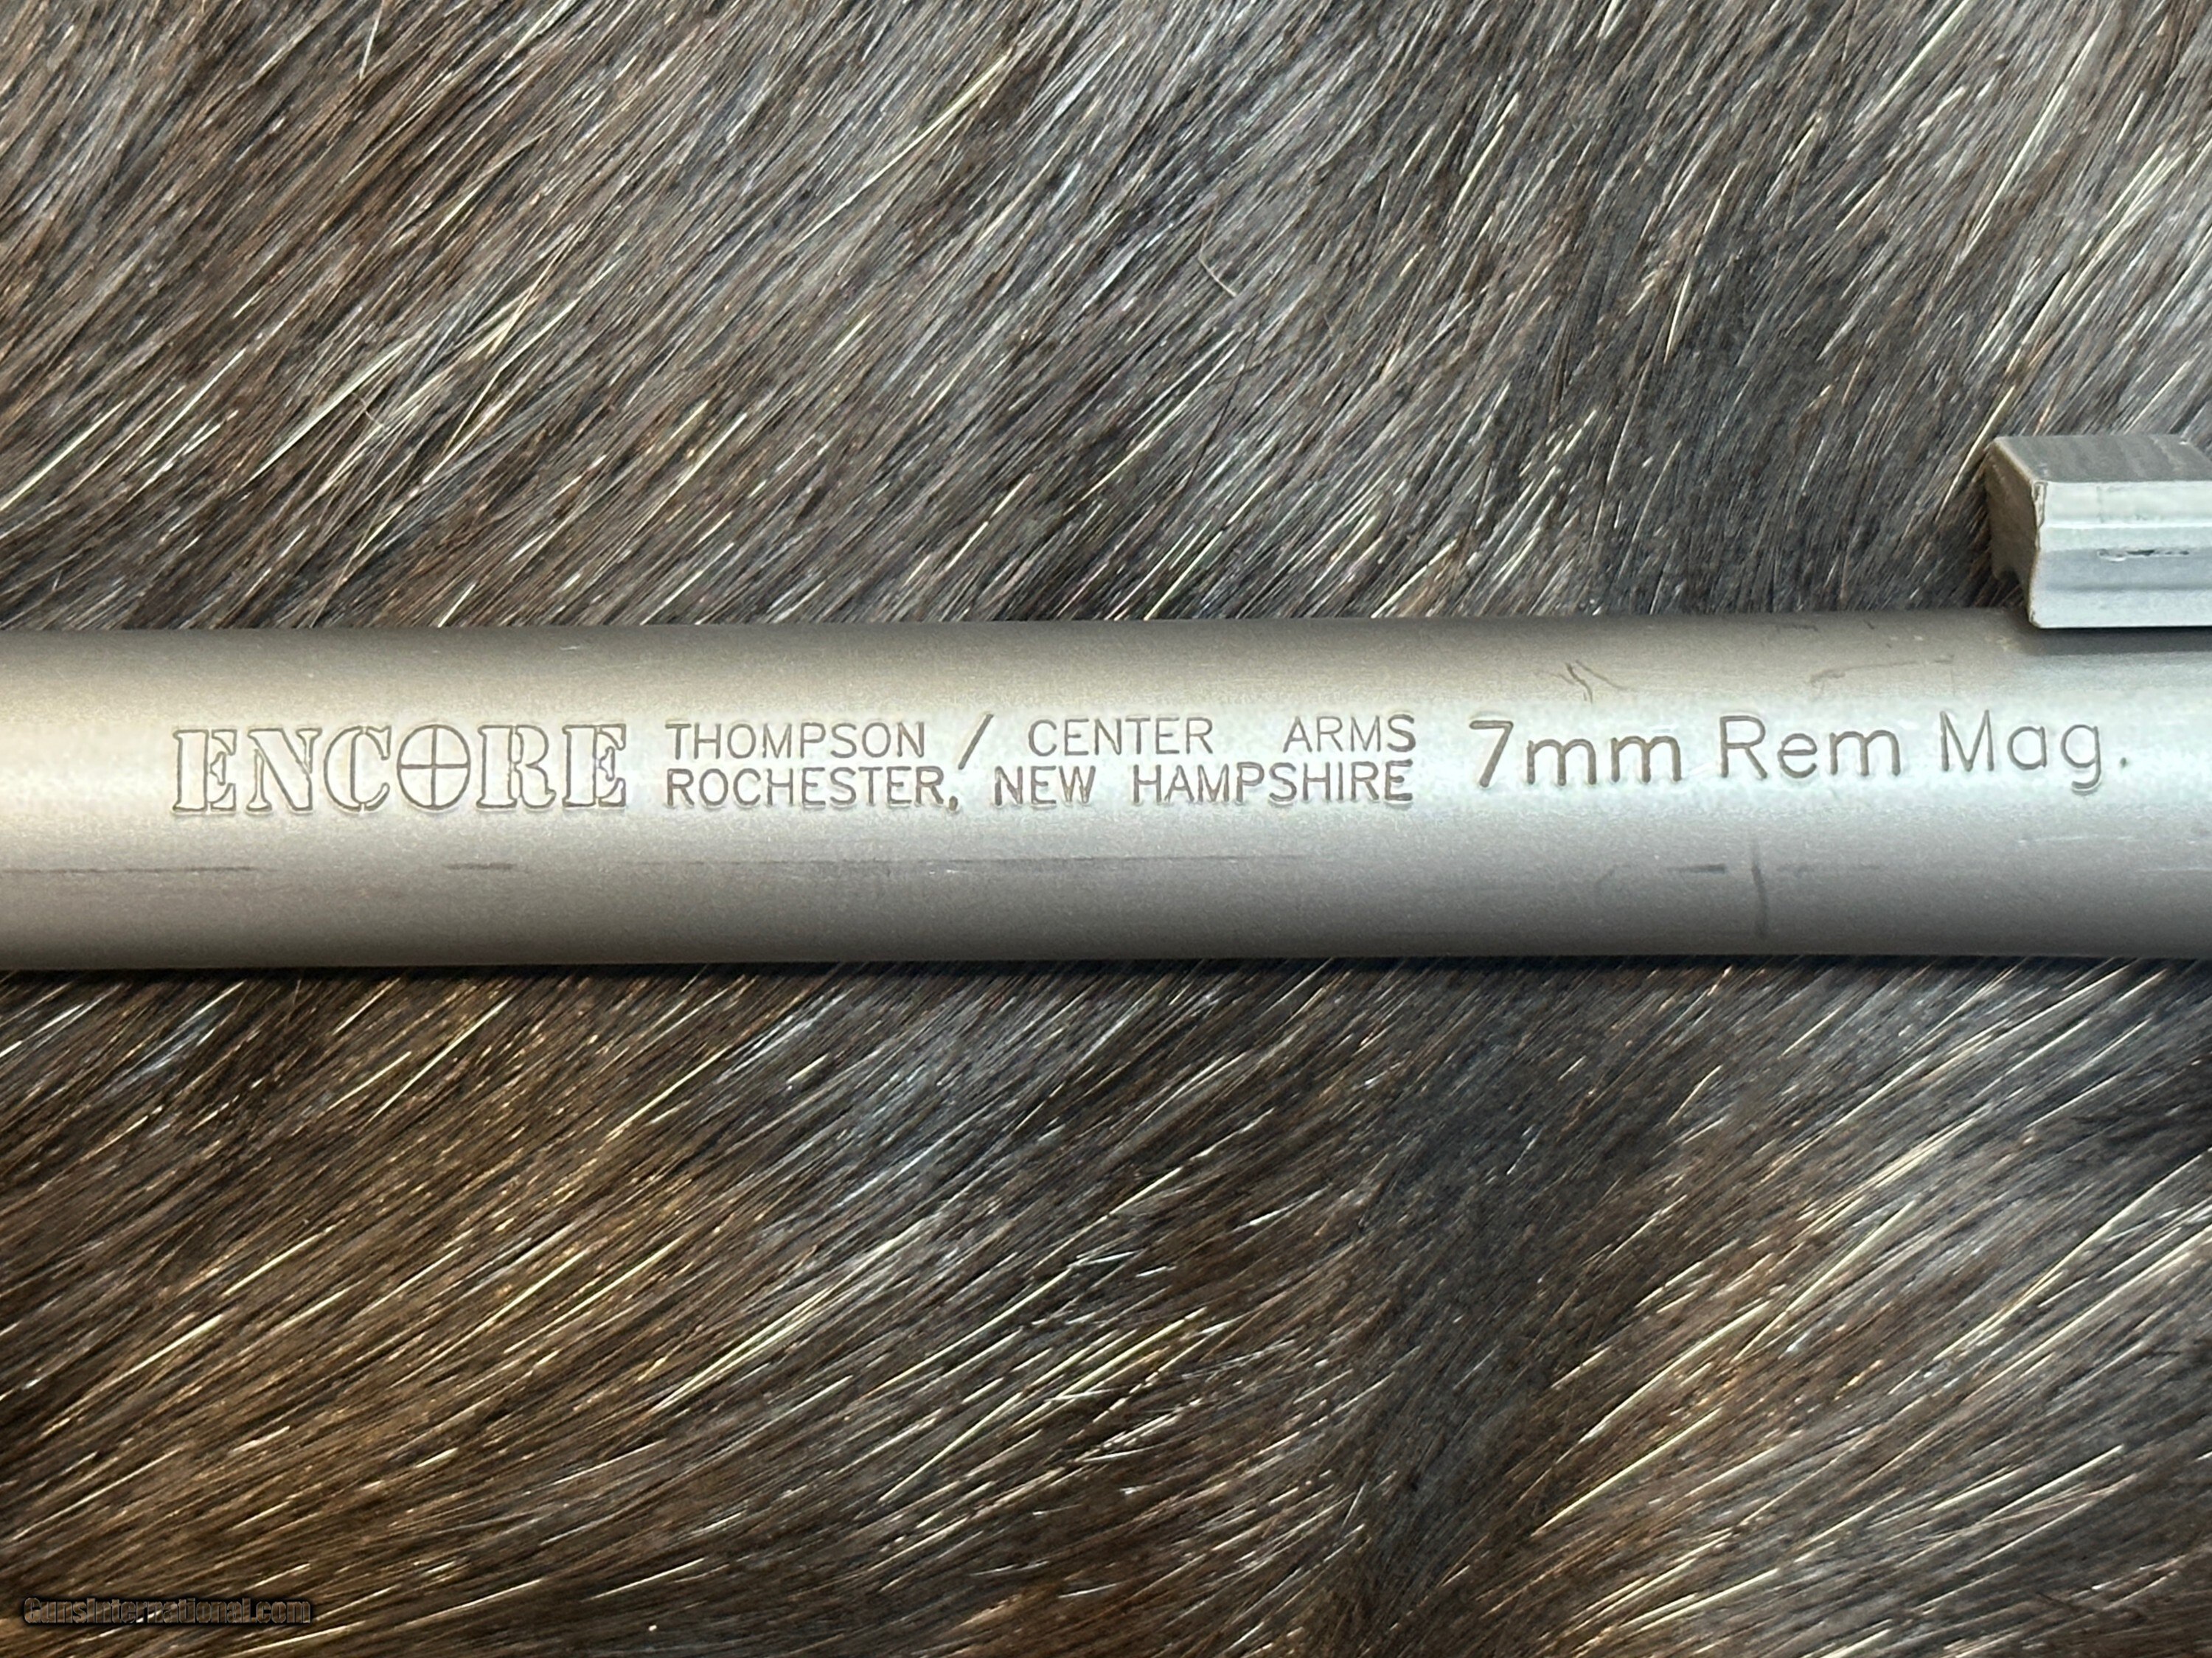 ENCORE THOMPSON / CENTER ARMS 7mm Rem Mag.
ROCHESTER, NEW HAMPSHIRE
GunsInternational.com